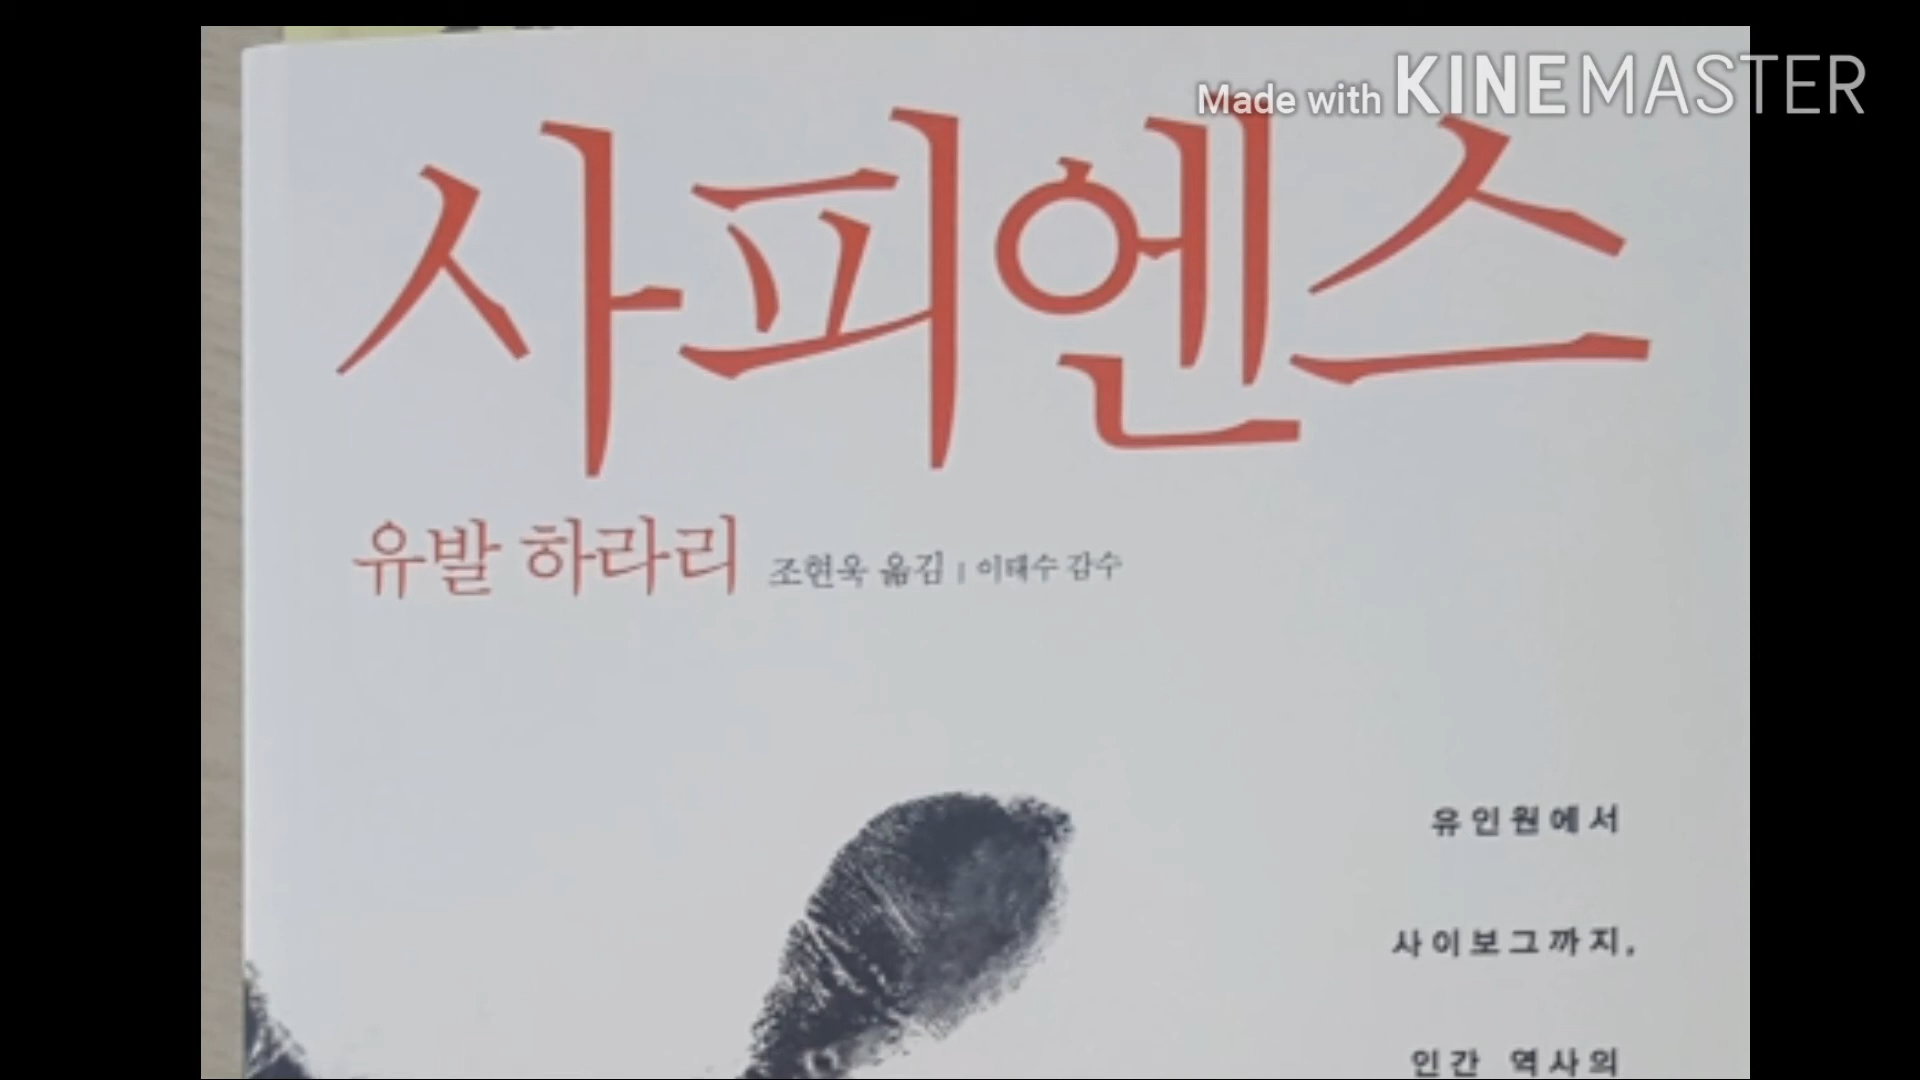 Made with KINEMASTER
사피엔스
유발 하라리 조현욱 옮김 | 이태수 감수
유인원에서
사이보그까지,
인간 역사의